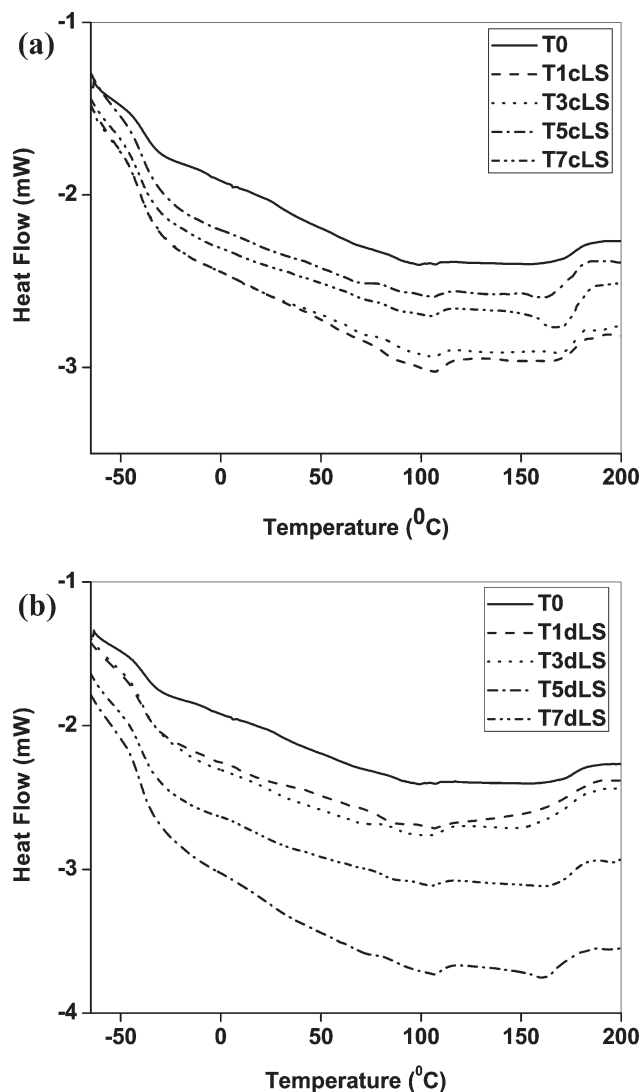 (a)
-1
T0
T1cLS
T3cLS
T5cLS
T7cLS
-2
-3
Heat Flow (mW)
-50 0 50 100 150 200
Temperature (⁰C)
(b)
-1
T0
T1dLS
T3dLS
T5dLS
T7dLS
-2
-3
-4
Heat Flow (mW)
-50 0 50 100 150 200
Temperature (⁰C)